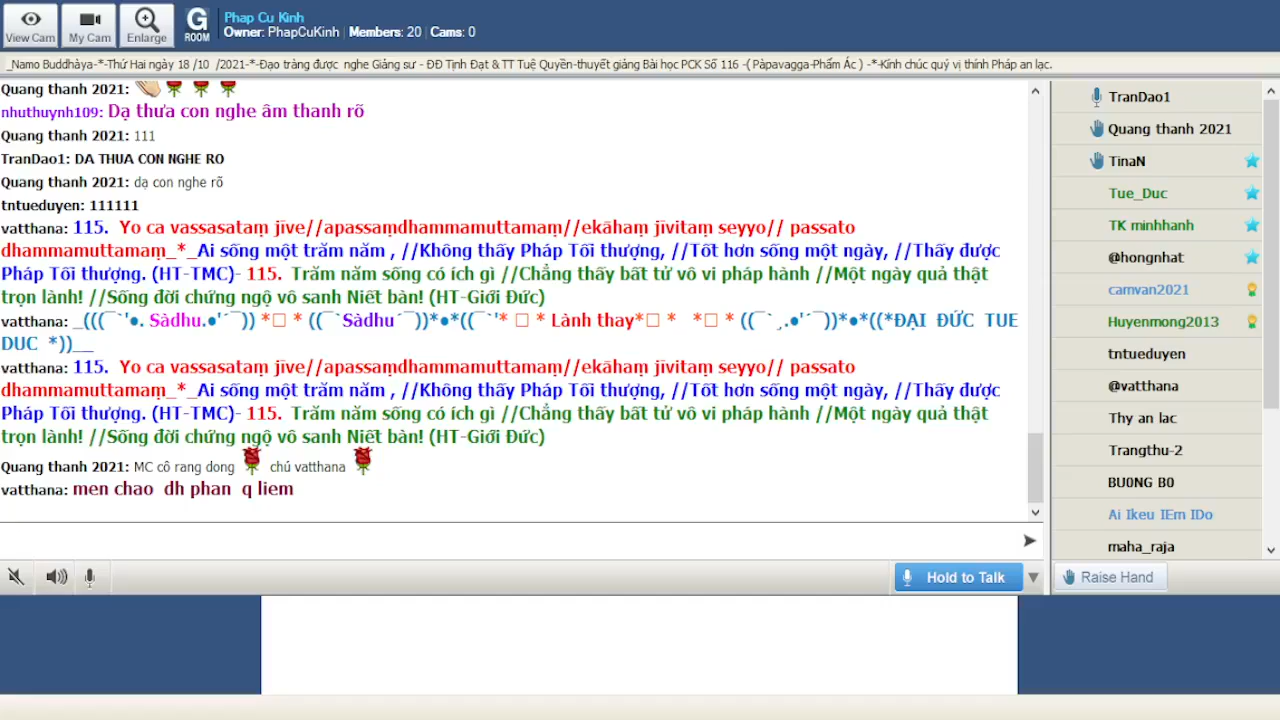 View Cam
My Cam
Enlarge
G
ROOM
Phap Cu Kinh
Owner: PhapCuKinh | Members: 20 | Cams: 0
_Namo Buddhàya-*-Thứ Hai ngày 18 /10 /2021-*-Đạo tràng được nghe Giảng sư - ĐĐ Tịnh Đạt & TT Tuệ Quyền-thuyết giảng Bài học PCK Số 116 -( Pàpavagga-Phẩm Ác ) -*-Kính chúc quý vị thính Pháp an lạc.
Quang thanh 2021:
nhuthuynh109: Dạ thưa con nghe âm thanh rõ
Quang thanh 2021: 111
TranDao1: DA THUA CON NGHE RO
Quang thanh 2021: dạ con nghe rõ
tntueduyen: 111111
vatthana: 115. Yo ca vassasataṃ jīve//apassaṃdhammamuttamaṃ//ekāhaṃ jīvitaṃ seyyo// passato
dhammamuttamaṃ_*_Ai sống một trăm năm , //Không thấy Pháp Tối thượng, //Tốt hơn sống một ngày, //Thấy được
Pháp Tối thượng. (HT-TMC)- 115. Trăm năm sống có ích gì //Chẳng thấy bất tử vô vi pháp hành //Một ngày quả thật
trọn lành! //Sống đời chứng ngộ vô sanh Niết bàn! (HT-Giới Đức)
vatthana: _(((¯`'●. Sàdhu.●'´¯)) *□ * ((¯`Sàdhu´¯))*●*((¯`'* □ * Lành thay*□ * *□ * ((¯`¸.●'´¯))*●*((*ĐẠI ĐỨC TUE
DUC *))__
vatthana: 115. Yo ca vassasataṃ jīve//apassaṃdhammamuttamaṃ//ekāhaṃ jīvitaṃ seyyo// passato
dhammamuttamaṃ_*_Ai sống một trăm năm , //Không thấy Pháp Tối thượng, //Tốt hơn sống một ngày, //Thấy được
Pháp Tối thượng. (HT-TMC)- 115. Trăm năm sống có ích gì //Chẳng thấy bất tử vô vi pháp hành //Một ngày quả thật
trọn lành! //Sống đời chứng ngộ vô sanh Niết bàn! (HT-Giới Đức)
Quang thanh 2021: MC cô rang dong chú vatthana
vatthana: men chao dh phan q liem
Hold to Talk
TranDao1
Quang thanh 2021
TinaN
Tue_Duc
TK minhhanh
@hongnhat
camvan2021
Huyenmong2013
tntueduyen
@vatthana
Thy an lac
Trangthu-2
BU0NG B0
Ai Ikeu IEm IDo
maha_raja
Raise Hand